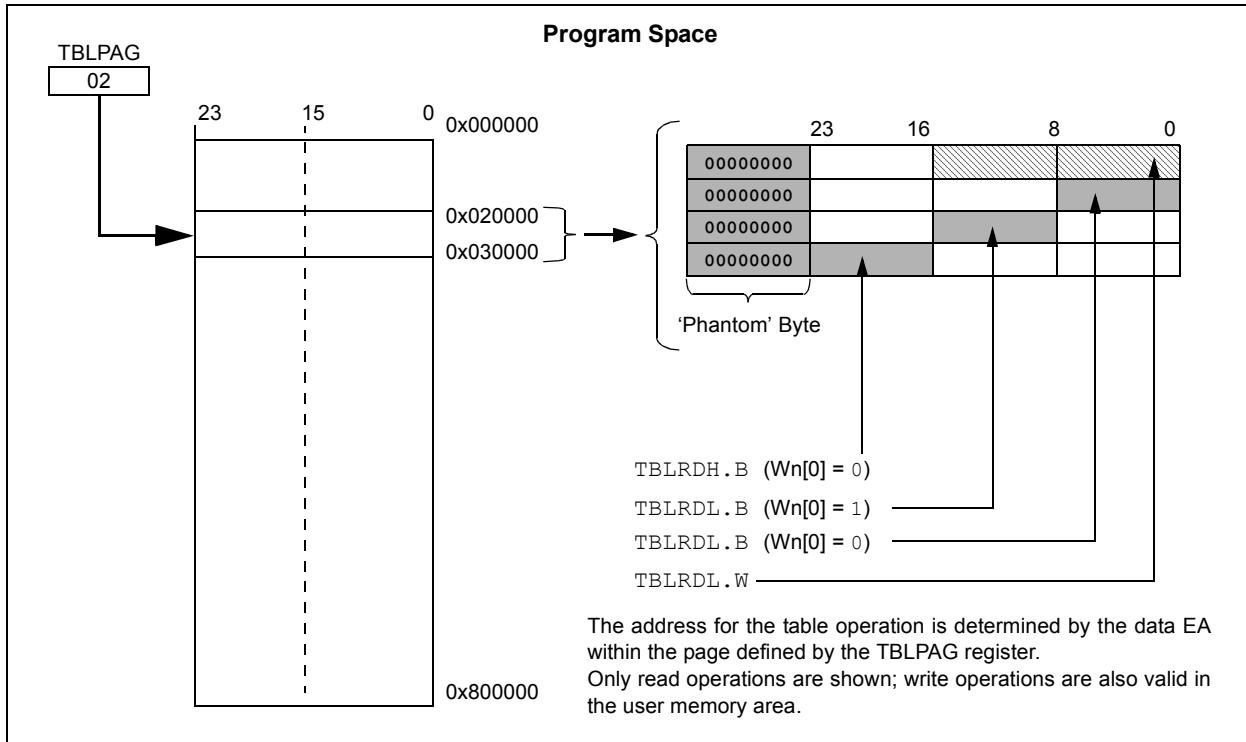 Program Space
TBLPAG
02
23 15 0
0x000000
0x020000
0x030000
0x800000
23 16 8 0
00000000
00000000
00000000
00000000
‘Phantom’ Byte
TBLRDH.B (Wn[0] = 0)
TBLRDL.B (Wn[0] = 1)
TBLRDL.B (Wn[0] = 0)
TBLRDL.W
The address for the table operation is determined by the data EA
within the page defined by the TBLPAG register.
Only read operations are shown; write operations are also valid in
the user memory area.